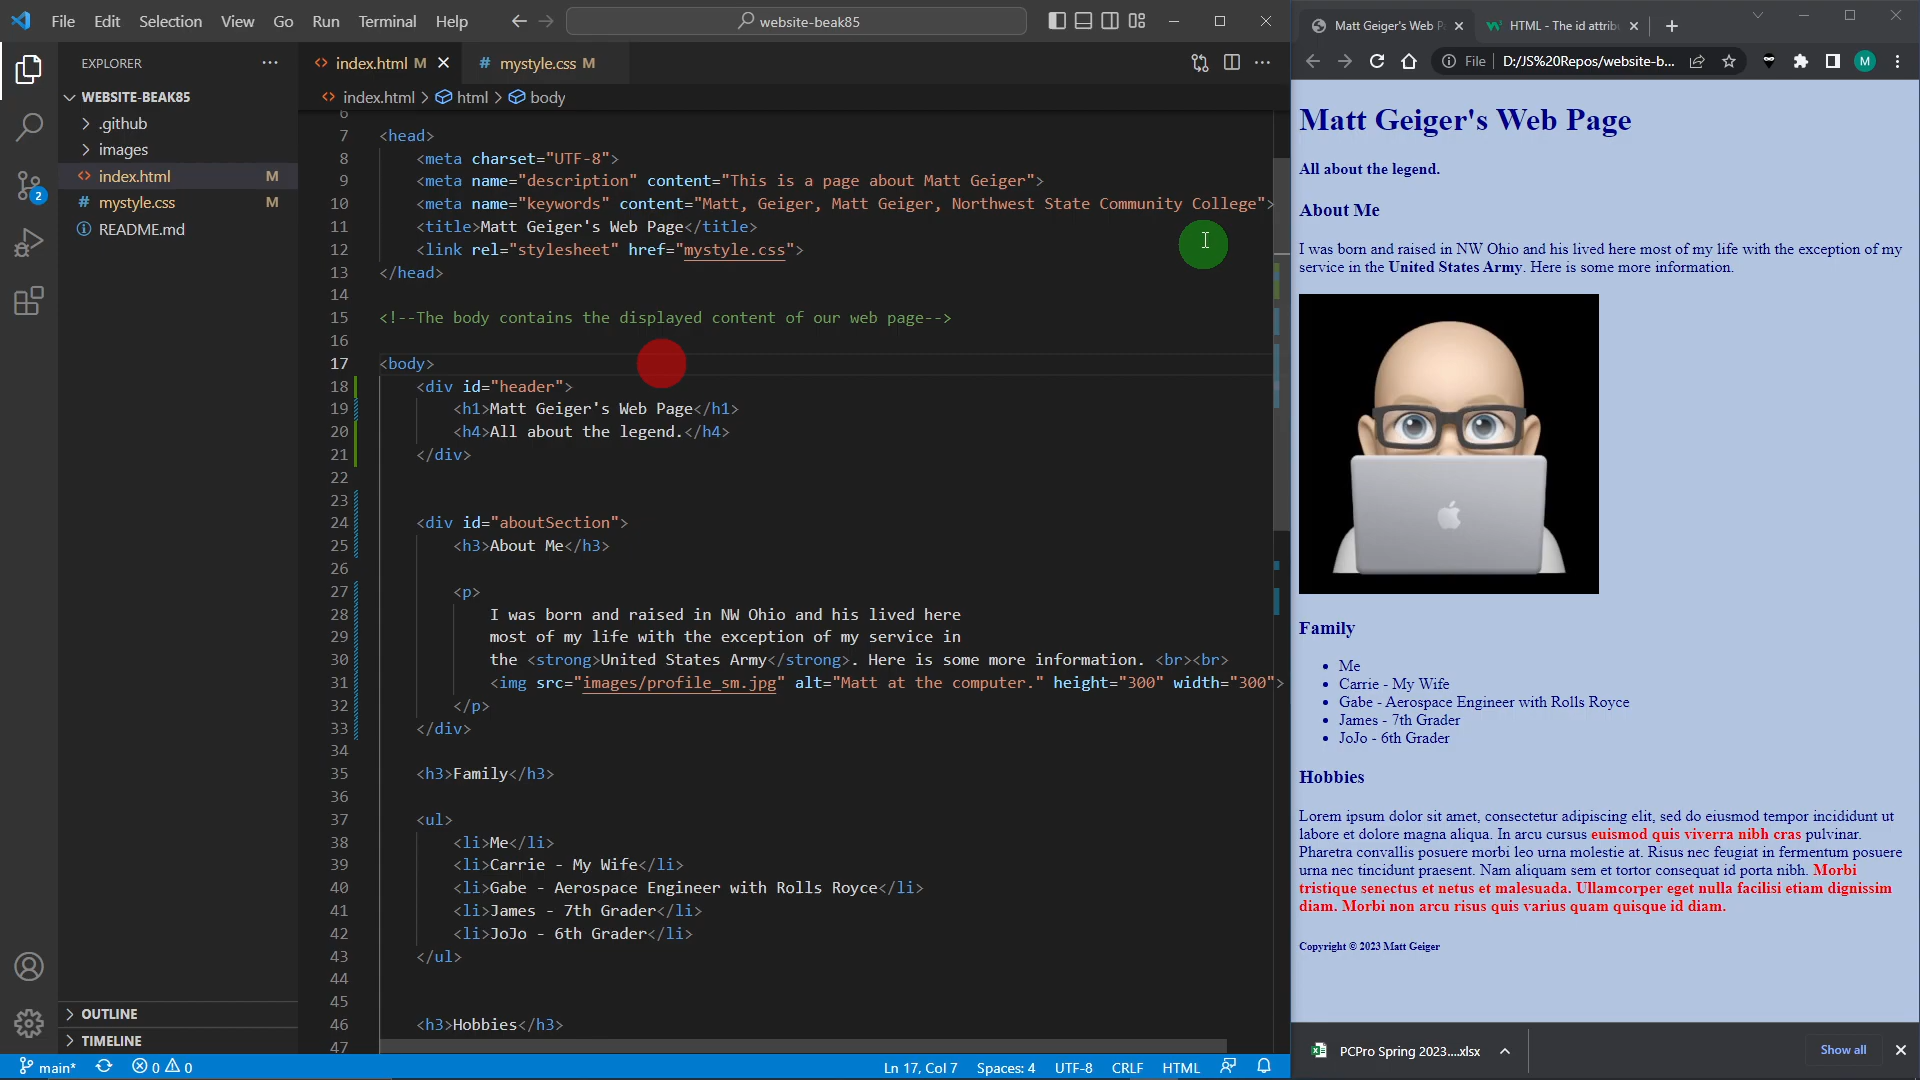 File Edit Selection View Go Run Terminal Help
website-beak85
EXPLORER
WEBSITE-BEAK85
.github
images
index.html M
mystyle.css M
README.md
OUTLINE
TIMELINE
index.html M
mystyle.css M
index.html > html > body
6
7 <head>
8 <meta charset="UTF-8">
9 <meta name="description" content="This is a page about Matt Geiger">
10 <meta name="keywords" content="Matt, Geiger, Matt Geiger, Northwest State Community College">
11 <title>Matt Geiger's Web Page</title>
12 <link rel="stylesheet" href="mystyle.css">
13 </head>
14
15 <!--The body contains the displayed content of our web page-->
16
17 <body>
18 <div id="header">
19 <h1>Matt Geiger's Web Page</h1>
20 <h4>All about the legend.</h4>
21 </div>
22
23
24 <div id="aboutSection">
25 <h3>About Me</h3>
26
27 <p>
28 I was born and raised in NW Ohio and his lived here
29 most of my life with the exception of my service in
30 the <strong>United States Army</strong>. Here is some more information. <br><br>
31 <img src="images/profile_sm.jpg" alt="Matt at the computer." height="300" width="300">
32 </p>
33 </div>
34
35 <h3>Family</h3>
36
37 <ul>
38 <li>Me</li>
39 <li>Carrie - My Wife</li>
40 <li>Gabe - Aerospace Engineer with Rolls Royce</li>
41 <li>James - 7th Grader</li>
42 <li>JoJo - 6th Grader</li>
43 </ul>
44
45
46 <h3>Hobbies</h3>
47
2
main* 0 0
Ln 17, Col 7 Spaces: 4 UTF-8 CRLF HTML
Matt Geiger's Web P
HTML - The id attrib
File D:/JS%20Repos/website-b...
M
Matt Geiger's Web Page
All about the legend.
About Me
I was born and raised in NW Ohio and his lived here most of my life with the exception of my
service in the United States Army. Here is some more information.
Family
Me
Carrie - My Wife
Gabe - Aerospace Engineer with Rolls Royce
James - 7th Grader
JoJo - 6th Grader
Hobbies
Lorem ipsum dolor sit amet, consectetur adipiscing elit, sed do eiusmod tempor incididunt ut
labore et dolore magna aliqua. In arcu cursus euismod quis viverra nibh cras pulvinar.
Pharetra convallis posuere morbi leo urna molestie at. Risus nec feugiat in fermentum posuere
urna nec tincidunt praesent. Nam aliquam sem et tortor consequat id porta nibh. Morbi
tristique senectus et netus et malesuada. Ullamcorper eget nulla facilisi etiam dignissim
diam. Morbi non arcu risus quis varius quam quisque id diam.
Copyright © 2023 Matt Geiger
PCPro Spring 2023....xlsx
Show all